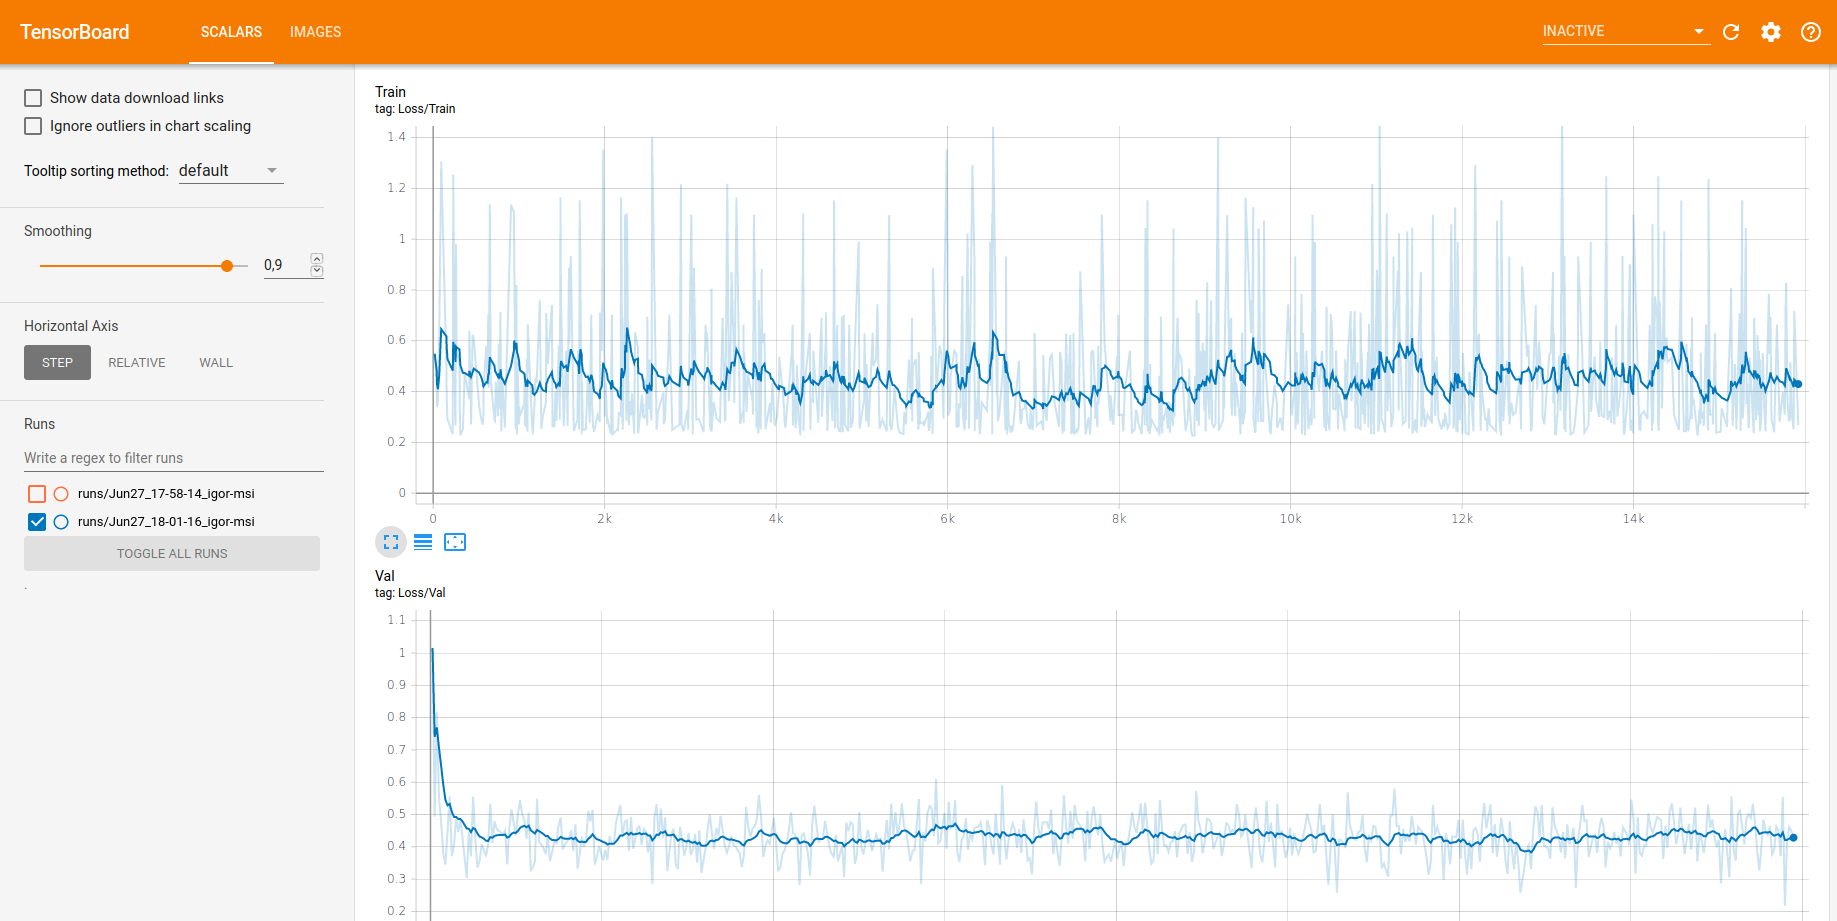 TensorBoard SCALARS IMAGES INACTIVE
Show data download links
Ignore outliers in chart scaling
Tooltip sorting method: default
Smoothing
0,9
Horizontal Axis
STEP RELATIVE WALL
Runs
Write a regex to filter runs
runs/Jun27_17-58-14_igor-msi
runs/Jun27_18-01-16_igor-msi
TOGGLE ALL RUNS
.
Train
tag: Loss/Train
1.4
1.2
1
0.8
0.6
0.4
0.2
0
0 2k 4k 6k 8k 10k 12k 14k
Val
tag: Loss/Val
1.1
1
0.9
0.8
0.7
0.6
0.5
0.4
0.3
0.2